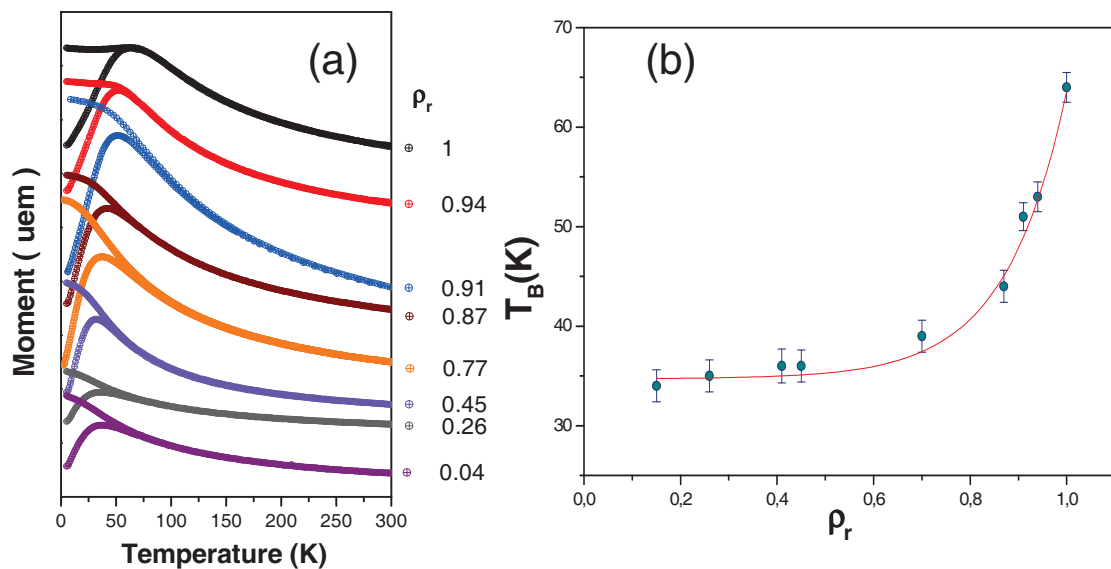 (a)
ρr
1
0.94
0.91
0.87
0.77
0.45
0.26
0.04
Moment ( uem)
0 50 100 150 200 250 300
Temperature (K)
(b)
70
60
50
40
30
TB(K)
0,0 0,2 0,4 0,6 0,8 1,0
ρr